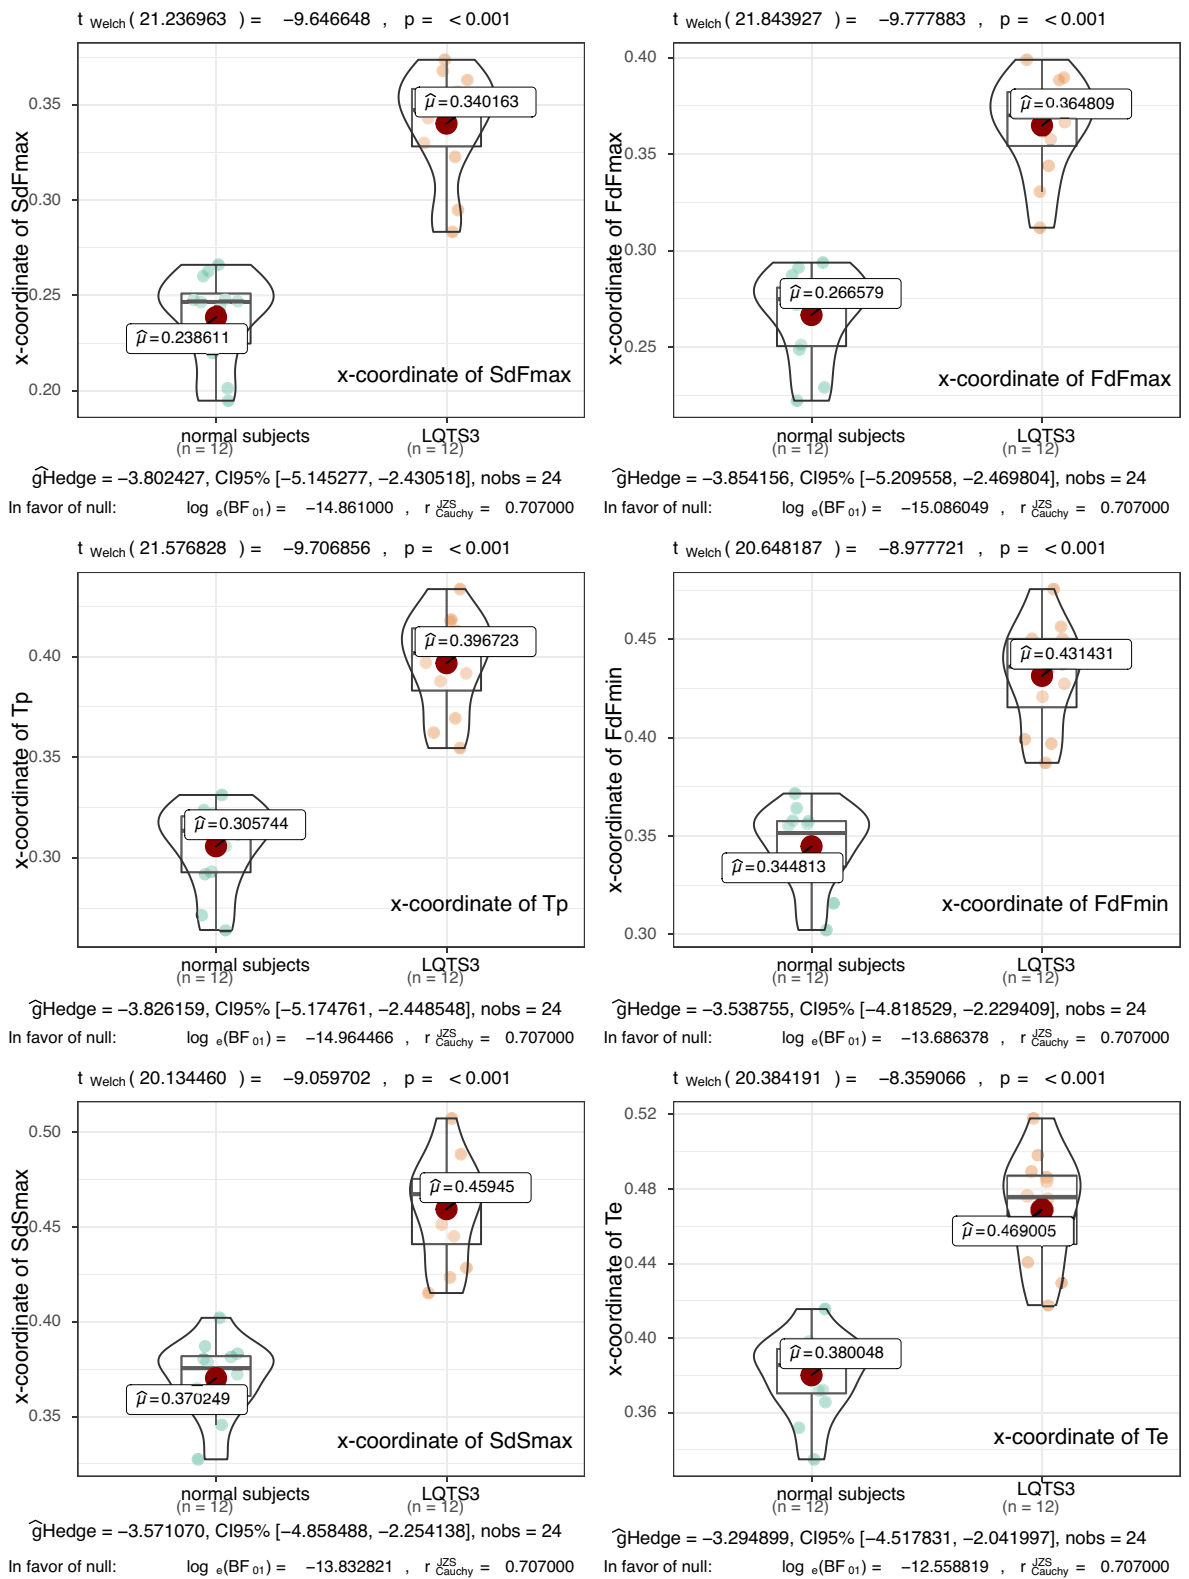 t Welch ( 21.236963 ) = −9.646648 , p = < 0.001
x-coordinate of SdFmax
0.35
0.30
0.25
0.20
μ̂ = 0.340163
μ̂ = 0.238611
x-coordinate of SdFmax
normal subjects
(n = 12)
LQTS3
(n = 12)
ĝHedge = −3.802427, CI95% [−5.145277, −2.430518], nobs = 24
In favor of null: log e(BF 01) = −14.861000 , r JZS Cauchy = 0.707000
t Welch ( 21.843927 ) = −9.777883 , p = < 0.001
x-coordinate of FdFmax
0.40
0.35
0.30
0.25
μ̂ = 0.364809
μ̂ = 0.266579
x-coordinate of FdFmax
normal subjects
(n = 12)
LQTS3
(n = 12)
ĝHedge = −3.854156, CI95% [−5.209558, −2.469804], nobs = 24
In favor of null: log e(BF 01) = −15.086049 , r JZS Cauchy = 0.707000
t Welch ( 21.576828 ) = −9.706856 , p = < 0.001
x-coordinate of Tp
0.40
0.35
0.30
μ̂ = 0.396723
μ̂ = 0.305744
x-coordinate of Tp
normal subjects
(n = 12)
LQTS3
(n = 12)
ĝHedge = −3.826159, CI95% [−5.174761, −2.448548], nobs = 24
In favor of null: log e(BF 01) = −14.964466 , r JZS Cauchy = 0.707000
t Welch ( 20.648187 ) = −8.977721 , p = < 0.001
x-coordinate of FdFmin
0.45
0.40
0.35
0.30
μ̂ = 0.431431
μ̂ = 0.344813
x-coordinate of FdFmin
normal subjects
(n = 12)
LQTS3
(n = 12)
ĝHedge = −3.538755, CI95% [−4.818529, −2.229409], nobs = 24
In favor of null: log e(BF 01) = −13.686378 , r JZS Cauchy = 0.707000
t Welch ( 20.134460 ) = −9.059702 , p = < 0.001
x-coordinate of SdSmax
0.50
0.45
0.40
0.35
μ̂ = 0.45945
μ̂ = 0.370249
x-coordinate of SdSmax
normal subjects
(n = 12)
LQTS3
(n = 12)
ĝHedge = −3.571070, CI95% [−4.858488, −2.254138], nobs = 24
In favor of null: log e(BF 01) = −13.832821 , r JZS Cauchy = 0.707000
t Welch ( 20.384191 ) = −8.359066 , p = < 0.001
x-coordinate of Te
0.52
0.48
0.44
0.40
0.36
μ̂ = 0.469005
μ̂ = 0.380048
x-coordinate of Te
normal subjects
(n = 12)
LQTS3
(n = 12)
ĝHedge = −3.294899, CI95% [−4.517831, −2.041997], nobs = 24
In favor of null: log e(BF 01) = −12.558819 , r JZS Cauchy = 0.707000